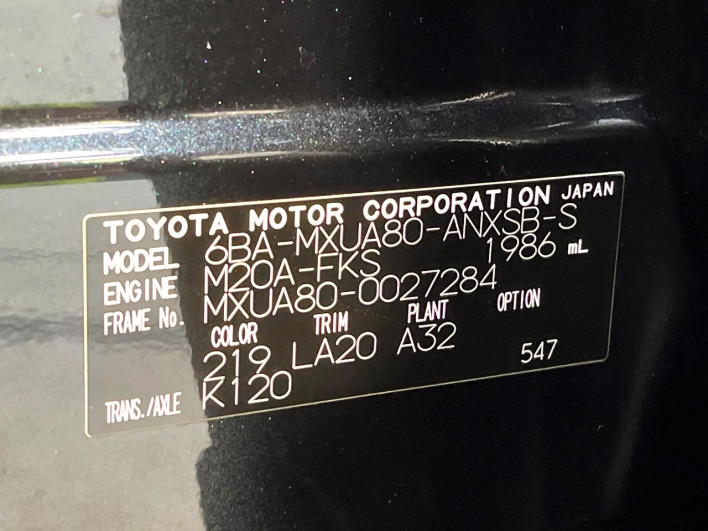 TOYOTA MOTOR CORPORATION JAPAN
MODEL 6BA-MXUA80-ANXSB-S
ENGINE M20A-FKS 1986 mL
FRAME No. MXUA80-0027284
COLOR TRIM PLANT OPTION
219 LA20 A32 547
TRANS./AXLE K120